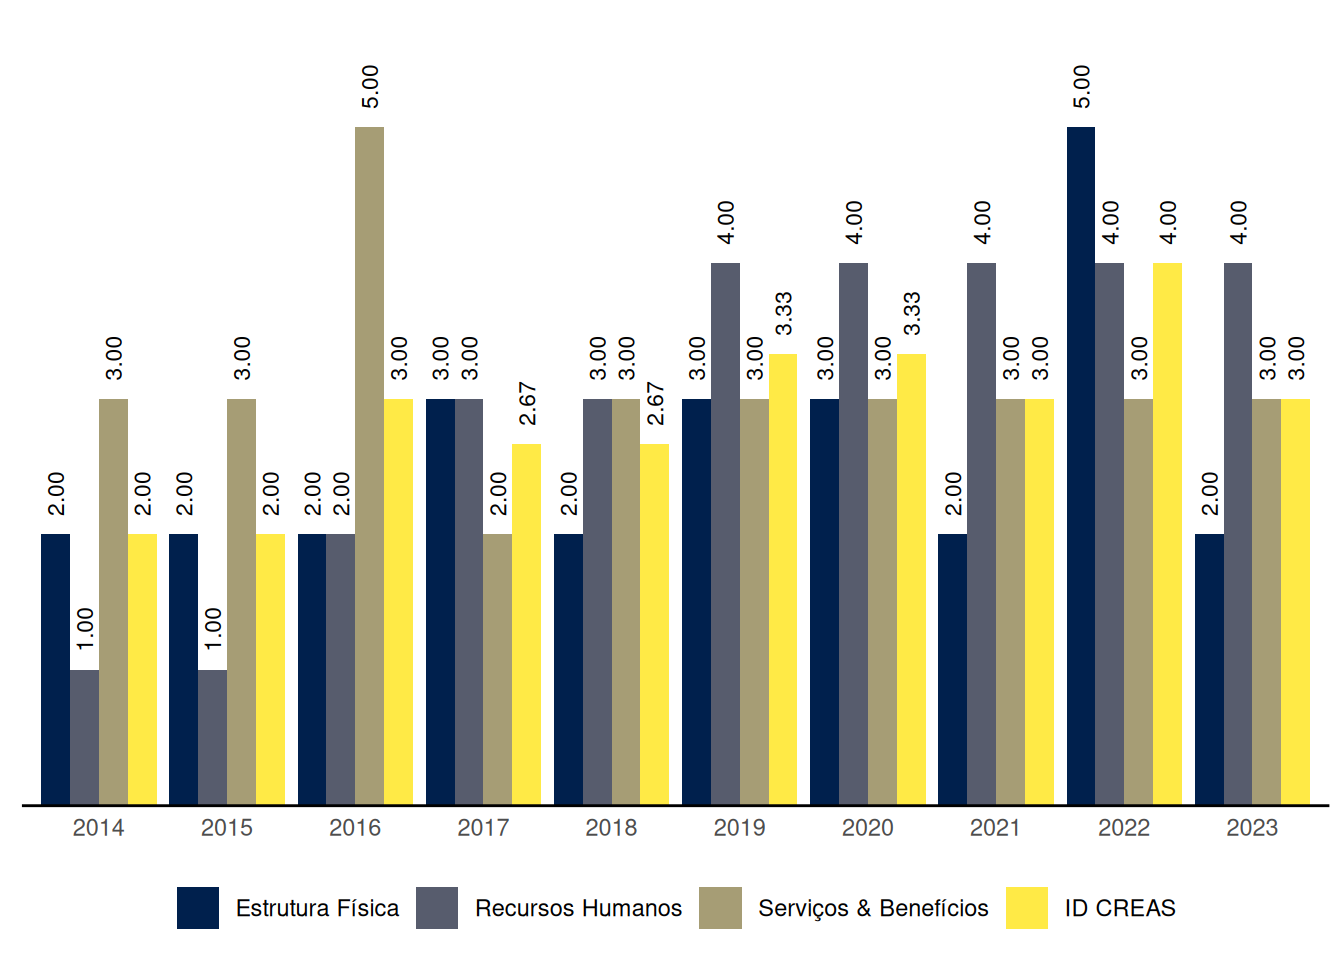 5.00 5.00
4.00 4.00 4.00 4.00 4.00 4.00
3.33 3.33
3.00 3.00 3.00 3.00 3.00 3.00 3.00 3.00 3.00 3.00 3.00 3.00 3.00 3.00 3.00 3.00
2.67 2.67
2.00 2.00 2.00 2.00 2.00 2.00 2.00 2.00 2.00 2.00
1.00 1.00
2014 2015 2016 2017 2018 2019 2020 2021 2022 2023
Estrutura Física Recursos Humanos Serviços & Benefícios ID CREAS